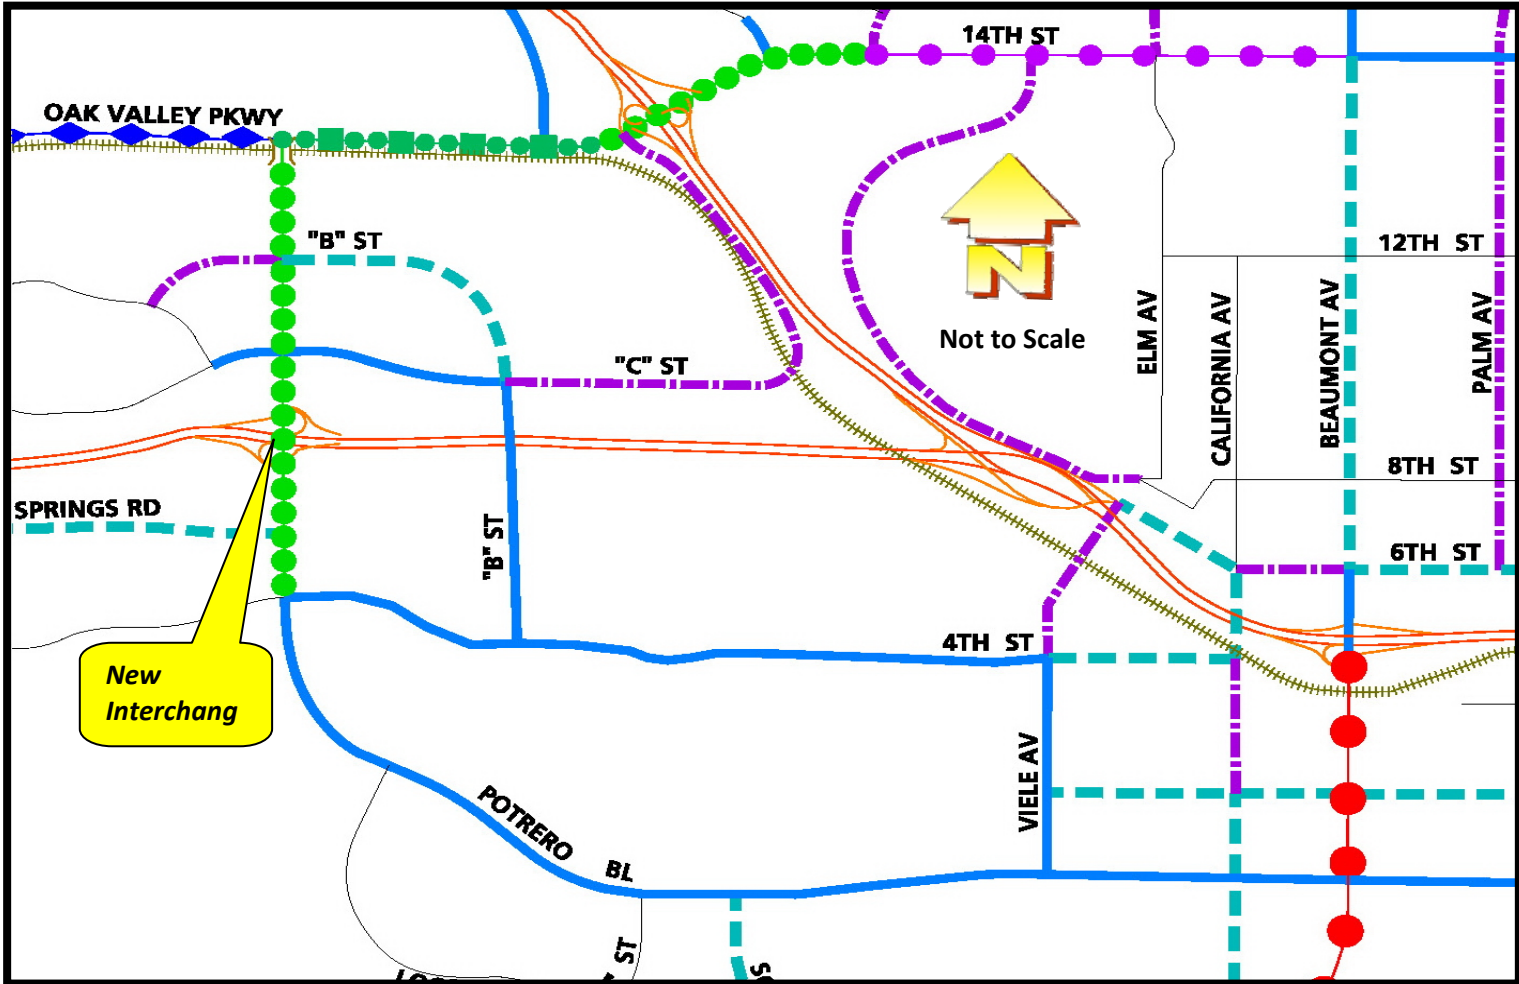 14TH ST
OAK VALLEY PKWY
"B" ST
12TH ST
N
Not to Scale
ELM AV
CALIFORNIA AV
BEAUMONT AV
PALM AV
"C" ST
8TH ST
SPRINGS RD
"B" ST
6TH ST
4TH ST
New
Interchang
VIELE AV
POTRERO BL
ST